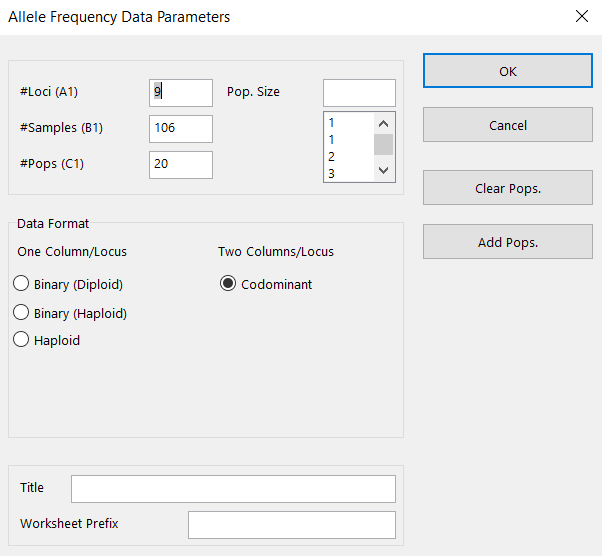 Allele Frequency Data Parameters
#Loci (A1) 9 Pop. Size
OK
1
#Samples (B1) 106
1
2
3
Cancel
#Pops (C1) 20
Clear Pops.
Data Format
Add Pops.
One Column/Locus Two Columns/Locus
Binary (Diploid) Codominant
Binary (Haploid)
Haploid
Title
Worksheet Prefix